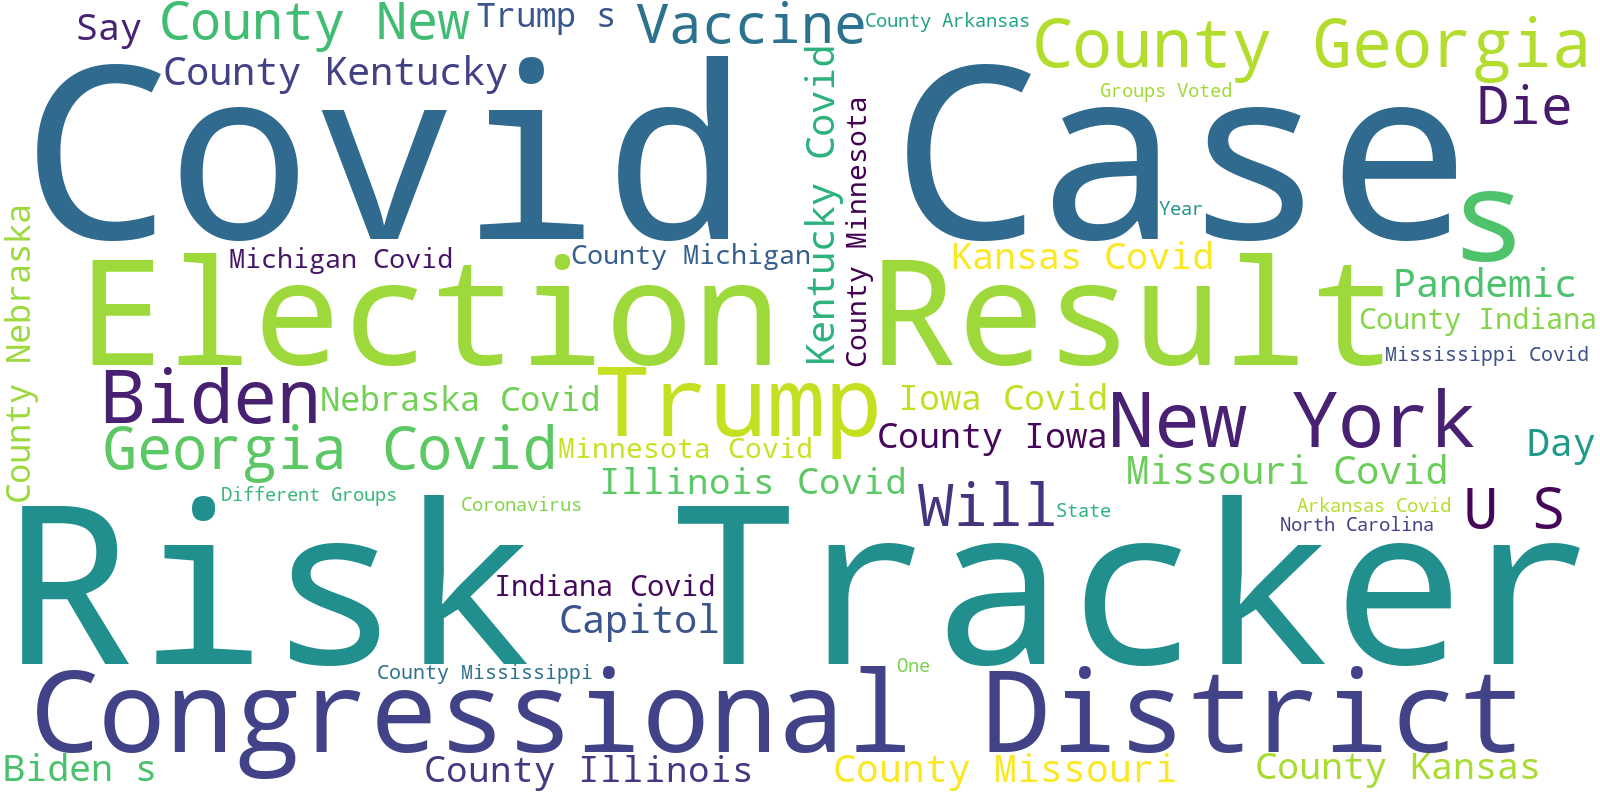 Say
County New
Trump s
Vaccine
County Arkansas
County Georgia
County Kentucky
Covid Case
Groups Voted
Die
Kentucky Covid
County Minnesota
Year
s
County Nebraska
Michigan Covid
County Michigan
Kansas Covid
Election Result
Pandemic
County Indiana
Mississippi Covid
Biden
Nebraska Covid
Trump
Iowa Covid
New York
Georgia Covid
Minnesota Covid
County Iowa
Day
Illinois Covid
Missouri Covid
Different Groups
Coronavirus
Will
State
Arkansas Covid
North Carolina
U S
Risk Tracker
Indiana Covid
Capitol
County Mississippi
One
Congressional District
Biden s
County Illinois
County Missouri
County Kansas